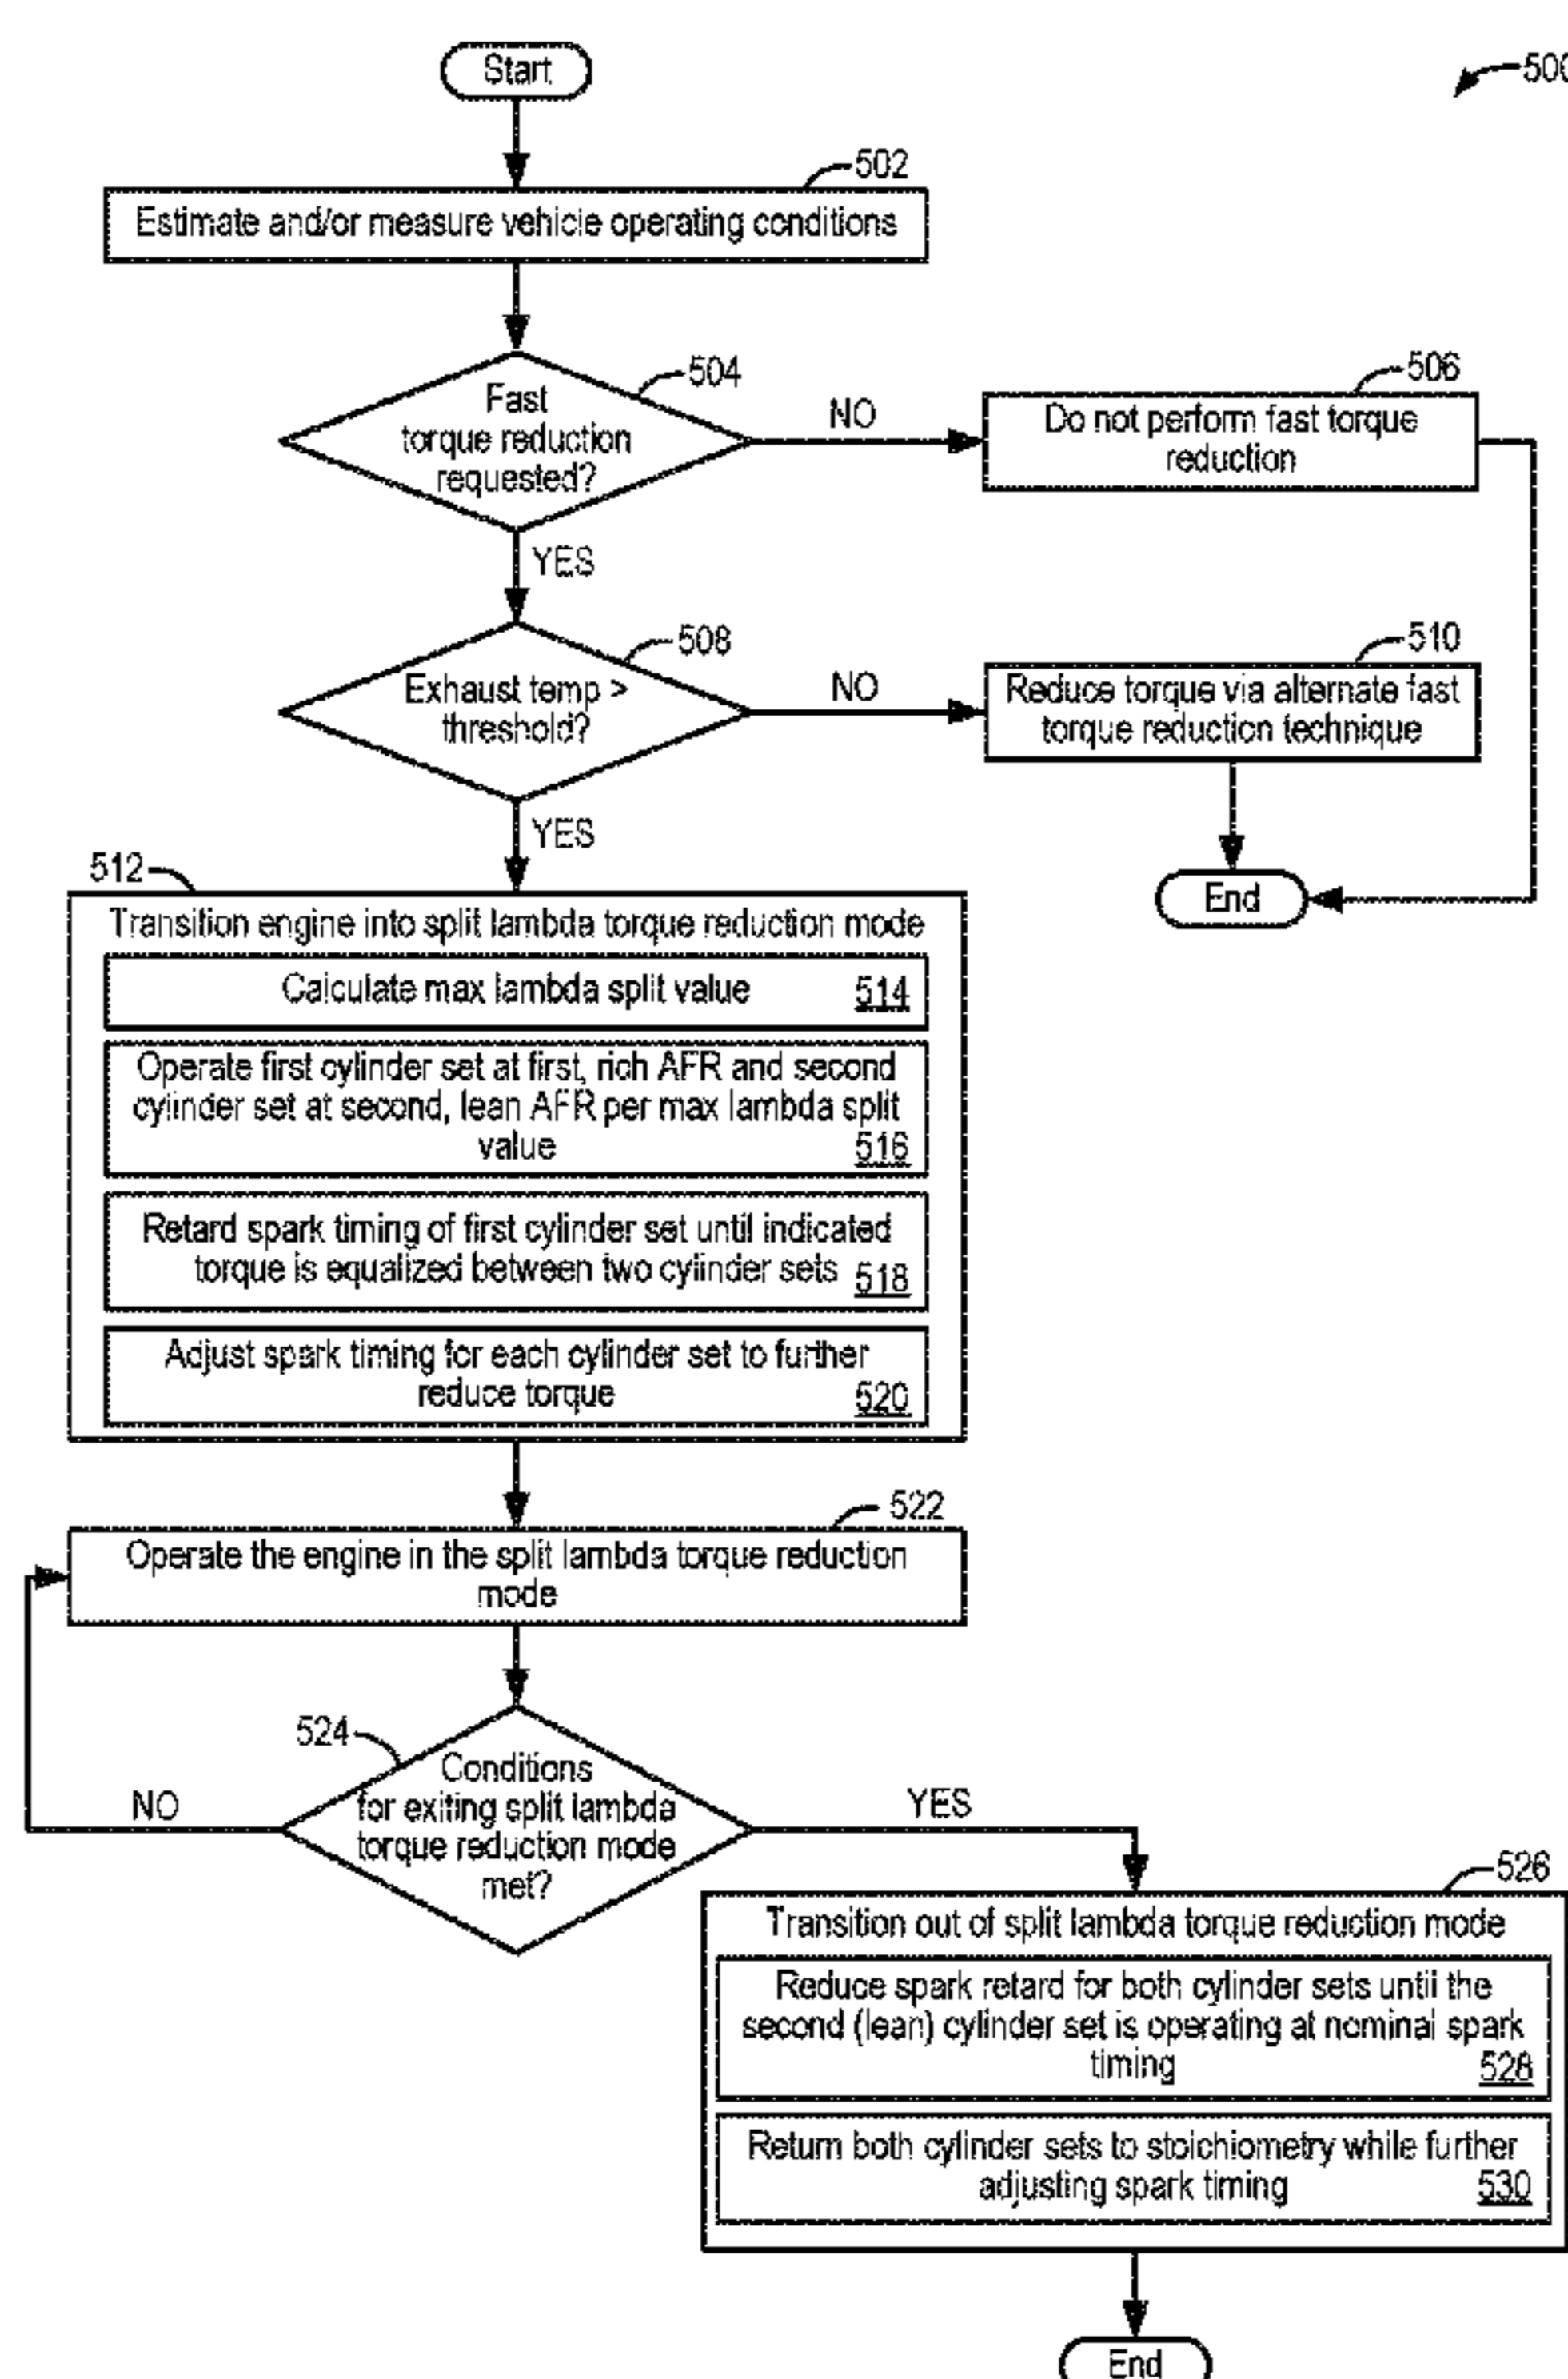 Start
500
502
Estimate and/or measure vehicle operating conditions
504
Fast
torque reduction
requested?
NO
506
Do not perform fast torque
reduction
YES
508
Exhaust temp >
threshold?
NO
510
Reduce torque via alternate fast
torque reduction technique
YES
End
512
Transition engine into split lambda torque reduction mode
Calculate max lambda split value 514
Operate first cylinder set at first, rich AFR and second
cylinder set at second, lean AFR per max lambda split
value 516
Retard spark timing of first cylinder set until indicated
torque is equalized between two cylinder sets 518
Adjust spark timing for each cylinder set to further
reduce torque 520
522
Operate the engine in the split lambda torque reduction
mode
524
Conditions
for exiting split lambda
torque reduction mode
met?
NO
YES
526
Transition out of split lambda torque reduction mode
Reduce spark retard for both cylinder sets until the
second (lean) cylinder set is operating at nominal spark
timing 528
Return both cylinder sets to stoichiometry while further
adjusting spark timing 530
End